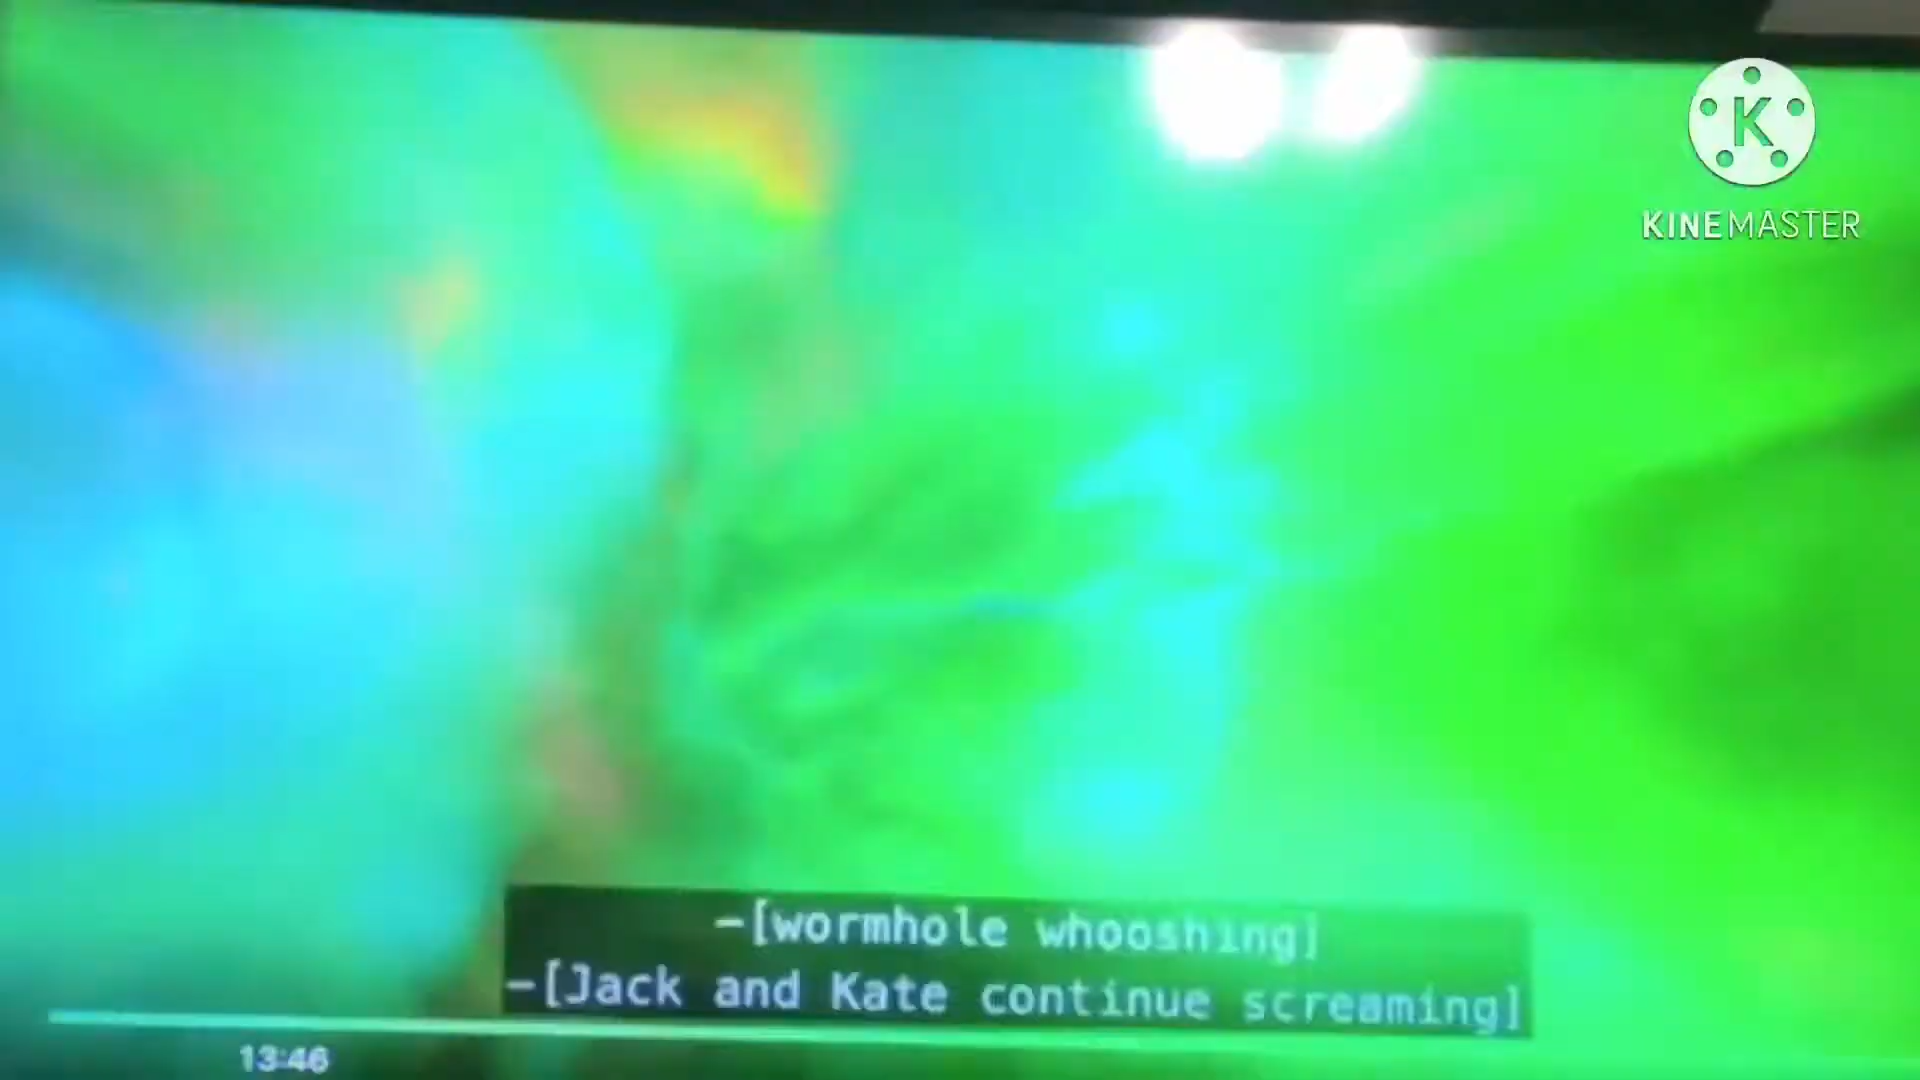 K
KINEMASTER
-[wormhole whooshing]
-[Jack and Kate continue screaming]
13:46